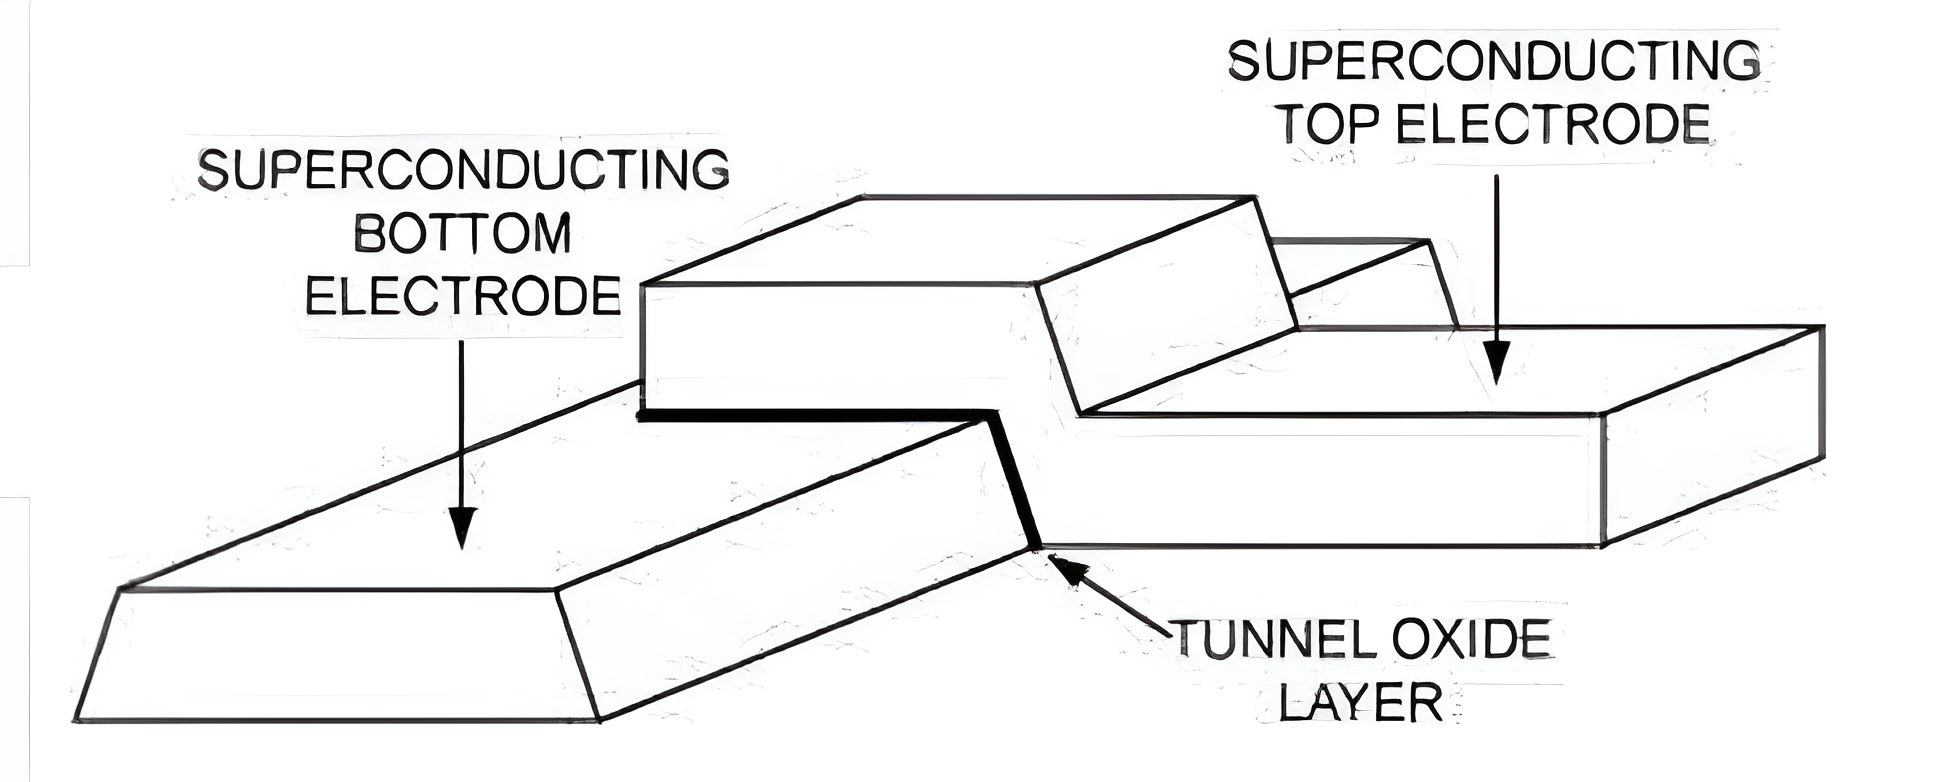 SUPERCONDUCTING
TOP ELECTRODE
SUPERCONDUCTING
BOTTOM
ELECTRODE
TUNNEL OXIDE
LAYER